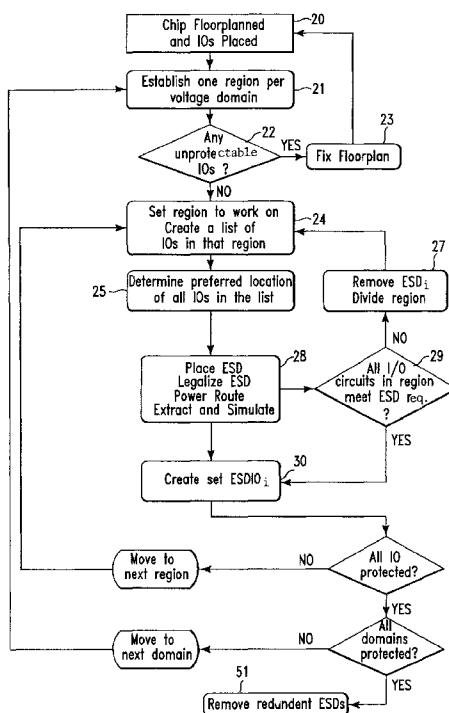 20
Chip Floorplanned
and IOs Placed
Establish one region per
voltage domain
21
22
Any
unprotectable
IOs ?
YES
23
Fix Floorplan
NO
Set region to work on
Create a list of
IOs in that region
24
25
Determine preferred location
of all IOs in the list
27
Remove ESDi
Divide region
NO
Place ESD
Legalize ESD
Power Route
Extract and Simulate
28
29
All I/O
circuits in region
meet ESD req.
?
YES
30
Create set ESDIOi
Move to
next region
NO
All IO
protected?
YES
Move to
next domain
NO
All
domains
protected?
YES
51
Remove redundent ESDs